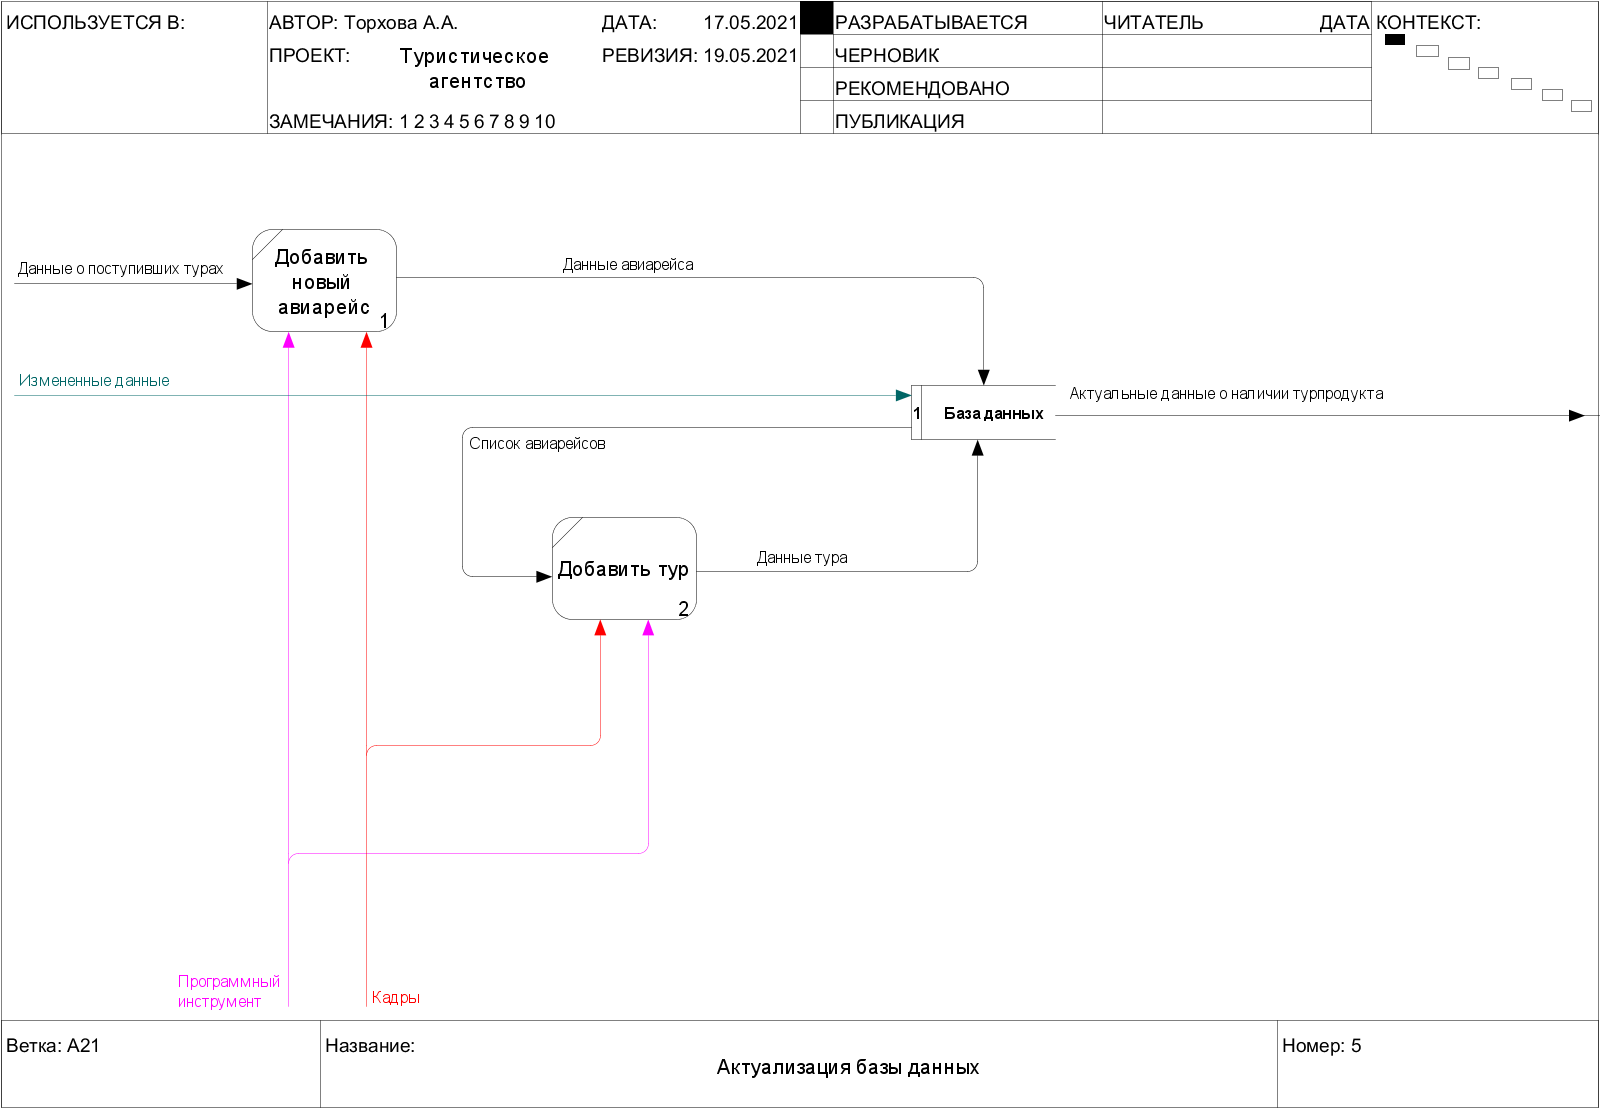 ИСПОЛЬЗУЕТСЯ В:
АВТОР: Торхова А.А.
ДАТА: 17.05.2021
РАЗРАБАТЫВАЕТСЯ
ЧИТАТЕЛЬ
ДАТА
КОНТЕКСТ:
ПРОЕКТ: Туристическое
агентство
РЕВИЗИЯ: 19.05.2021
ЧЕРНОВИК
РЕКОМЕНДОВАНО
ЗАМЕЧАНИЯ: 1 2 3 4 5 6 7 8 9 10
ПУБЛИКАЦИЯ
Данные о поступивших турах
Добавить
новый
авиарейс
1
Данные авиарейса
Измененные данные
1
База данных
Актуальные данные о наличии турпродукта
Список авиарейсов
Добавить тур
2
Данные тура
Программный
инструмент
Кадры
Ветка: A21
Название:
Актуализация базы данных
Номер: 5